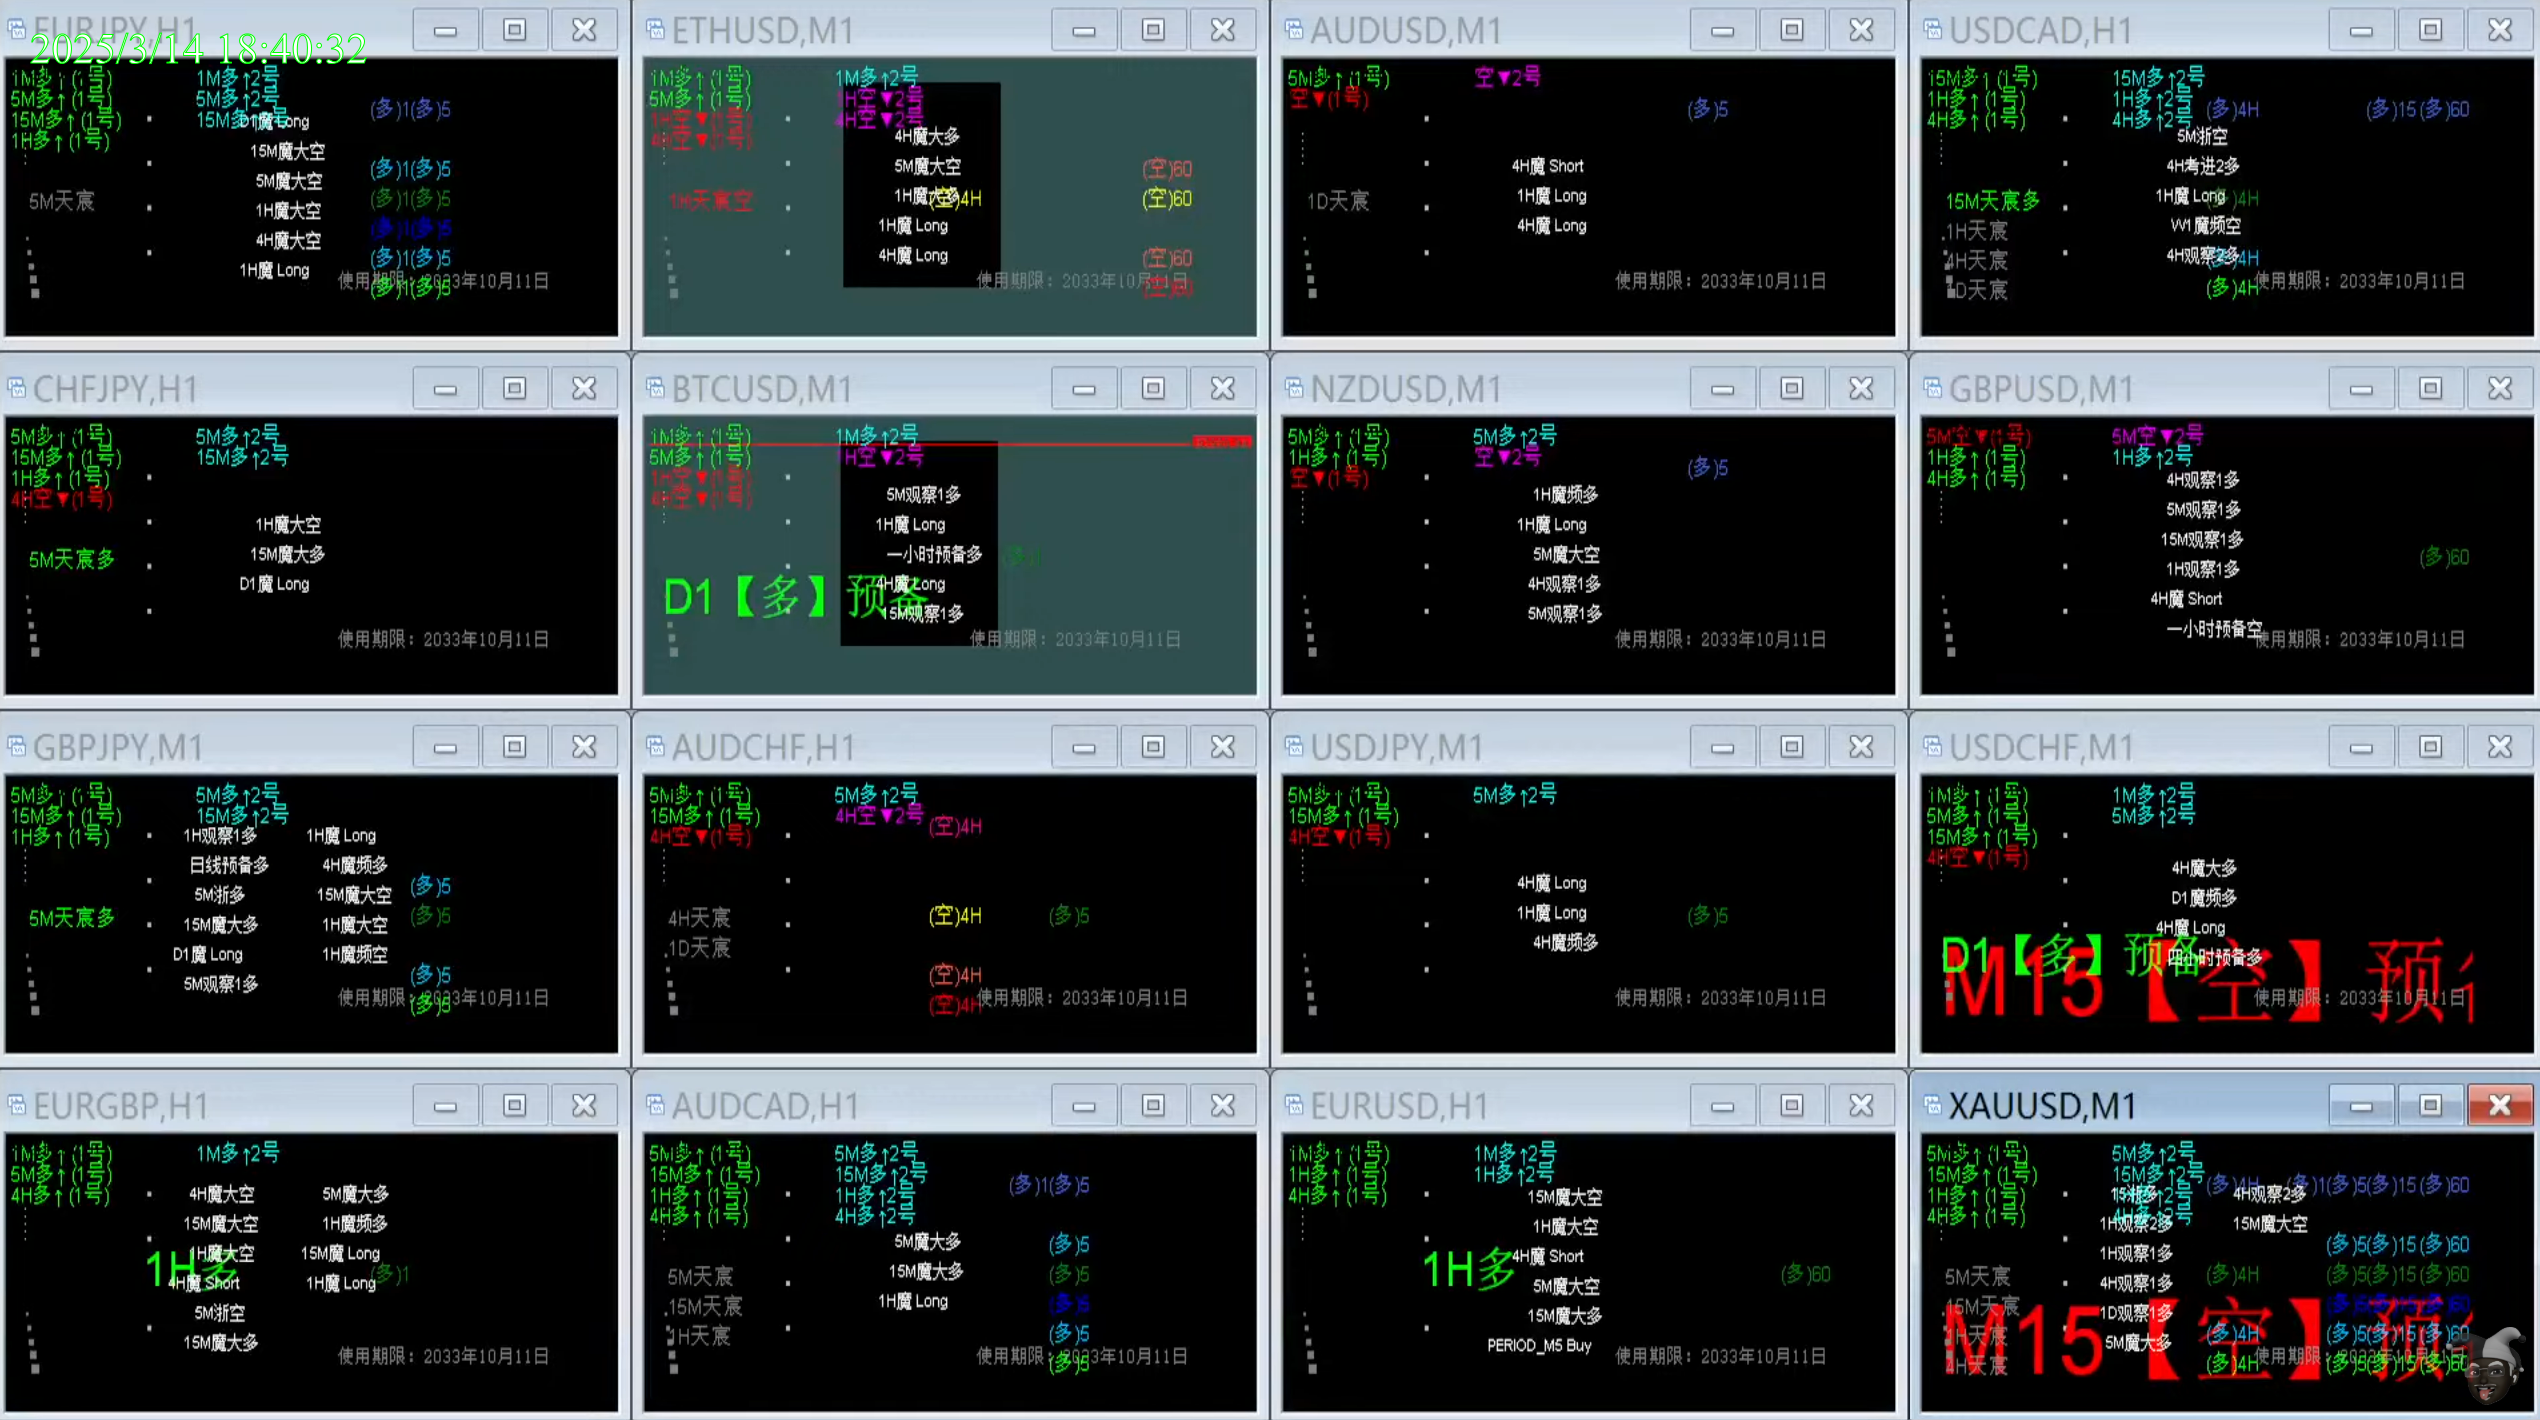 2025/3/14 18:40:32
EURJPY,H1
1M多↑(1号) 1M多↑2号
5M多↑(1号) 5M多↑2号 (多)1(多)5
15M多↑(1号) 15M多↑2号 D1魔 Long
1H多↑(1号)
15M魔大空
5M魔大空 (多)1(多)5
5M天宸 (多)1(多)5
1H魔大空
(多)1(多)5
4H魔大空
(多)1(多)5
1H魔 Long
使用期限：2033年10月11日
(多)1(多)5
ETHUSD,M1
1M多↑(1号) 1M多↑2号
5M多↑(1号) 1H空▼2号
1H空▼(1号) 4H空▼2号
4H空▼(1号) 4H魔大多
5M魔大空 (空)60
1H天宸空 1H魔大多 (空)4H (空)60
1H魔 Long
4H魔 Long (空)60
使用期限：2033年10月11日
(空)60
AUDUSD,M1
5M多↑(1号) 空▼2号
空▼(1号) (多)5
4H魔 Short
1D天宸 1H魔 Long
4H魔 Long
使用期限：2033年10月11日
USDCAD,H1
15M多↑(1号) 15M多↑2号
1H多↑(1号) 1H多↑2号 (多)4H (多)15(多)60
4H多↑(1号) 4H多↑2号
5M浙空
4H考进2多
15M天宸多 1H魔 Long (多)4H
1H天宸 W1魔频空
4H天宸 4H观察2多 (多)4H
1D天宸 (多)4H
使用期限：2033年10月11日
CHFJPY,H1
5M多↑(1号) 5M多↑2号
15M多↑(1号) 15M多↑2号
1H多↑(1号)
4H空▼(1号)
1H魔大空
5M天宸多 15M魔大多
D1魔 Long
使用期限：2033年10月11日
BTCUSD,M1
1M多↑(1号) 1M多↑2号
5M多↑(1号) 1H空▼2号
1H空▼(1号)
4H空▼(1号) 5M观察1多
1H魔 Long
一小时预备多
4H魔 Long
D1【多】预备
15M观察1多
使用期限：2033年10月11日
NZDUSD,M1
5M多↑(1号) 5M多↑2号
1H多↑(1号) 空▼2号 (多)5
空▼(1号)
1H魔频多
1H魔 Long
5M魔大空
4H观察1多
5M观察1多
使用期限：2033年10月11日
GBPUSD,M1
5M空▼(1号) 5M空▼2号
1H多↑(1号) 1H多↑2号
4H多↑(1号) 4H观察1多
5M观察1多
15M观察1多
(多)60
1H观察1多
4H魔 Short
一小时预备空
使用期限：2033年10月11日
GBPJPY,M1
5M多↑(1号) 5M多↑2号
15M多↑(1号) 15M多↑2号
1H多↑(1号) 1H观察1多 1H魔 Long
日线预备多 4H魔频多
5M浙多 15M魔大空 (多)5
5M天宸多 15M魔大多 1H魔大空 (多)5
D1魔 Long 1H魔频空
(多)5
5M观察1多
使用期限：2033年10月11日
(多)5
AUDCHF,H1
5M多↑(1号) 5M多↑2号
15M多↑(1号) 4H空▼2号 (空)4H
4H空▼(1号)
4H天宸 (空)4H (多)5
1D天宸
(空)4H
(空)4H
使用期限：2033年10月11日
USDJPY,M1
5M多↑(1号) 5M多↑2号
15M多↑(1号)
4H空▼(1号)
4H魔 Long
1H魔 Long (多)5
4H魔频多
使用期限：2033年10月11日
USDCHF,M1
1M多↑(1号) 1M多↑2号
5M多↑(1号) 5M多↑2号
15M多↑(1号)
4H空▼(1号) 4H魔大多
D1魔频多
4H魔 Long
D1【多】预备
四小时预备多
M15【空】预
使用期限：2033年10月11日
EURGBP,H1
1M多↑(1号) 1M多↑2号
5M多↑(1号)
4H多↑(1号) 4H魔大空 5M魔大多
15M魔大空 1H魔频多
1H魔大空 15M魔 Long
1H多 (多)1
4H魔 Short 1H魔 Long
5M浙空
15M魔大多
使用期限：2033年10月11日
AUDCAD,H1
5M多↑(1号) 5M多↑2号
15M多↑(1号) 15M多↑2号 (多)1(多)5
1H多↑(1号) 1H多↑2号
4H多↑(1号) 4H多↑2号
5M魔大多 (多)5
5M天宸 15M魔大多 (多)5
15M天宸 1H魔 Long (多)5
1H天宸 (多)5
使用期限：2033年10月11日
(多)5
EURUSD,H1
1M多↑(1号) 1M多↑2号
1H多↑(1号) 1H多↑2号
4H多↑(1号) 15M魔大空
1H魔大空
4H魔 Short
1H多 (多)60
5M魔大空
15M魔大多
PERIOD_M5 Buy
使用期限：2033年10月11日
XAUUSD,M1
5M多↑(1号) 5M多↑2号
15M多↑(1号) 15M多↑2号 (多)4H (多)1(多)5(多)15(多)60
1H多↑(1号) 1H多↑2号 4H观察2多
4H多↑(1号) 4H多↑2号
1H观察2多 15M魔大空
1H观察1多 (多)5(多)15(多)60
5M天宸 4H观察1多 (多)4H (多)5(多)15(多)60
15M天宸 1D观察1多 (多)5(多)15(多)60
1H天宸 5M魔大多 (多)4H (多)5(多)15(多)60
4H天宸 (多)4H (多)5(多)15(多)60
M15【空】预
使用期限：2033年10月11日